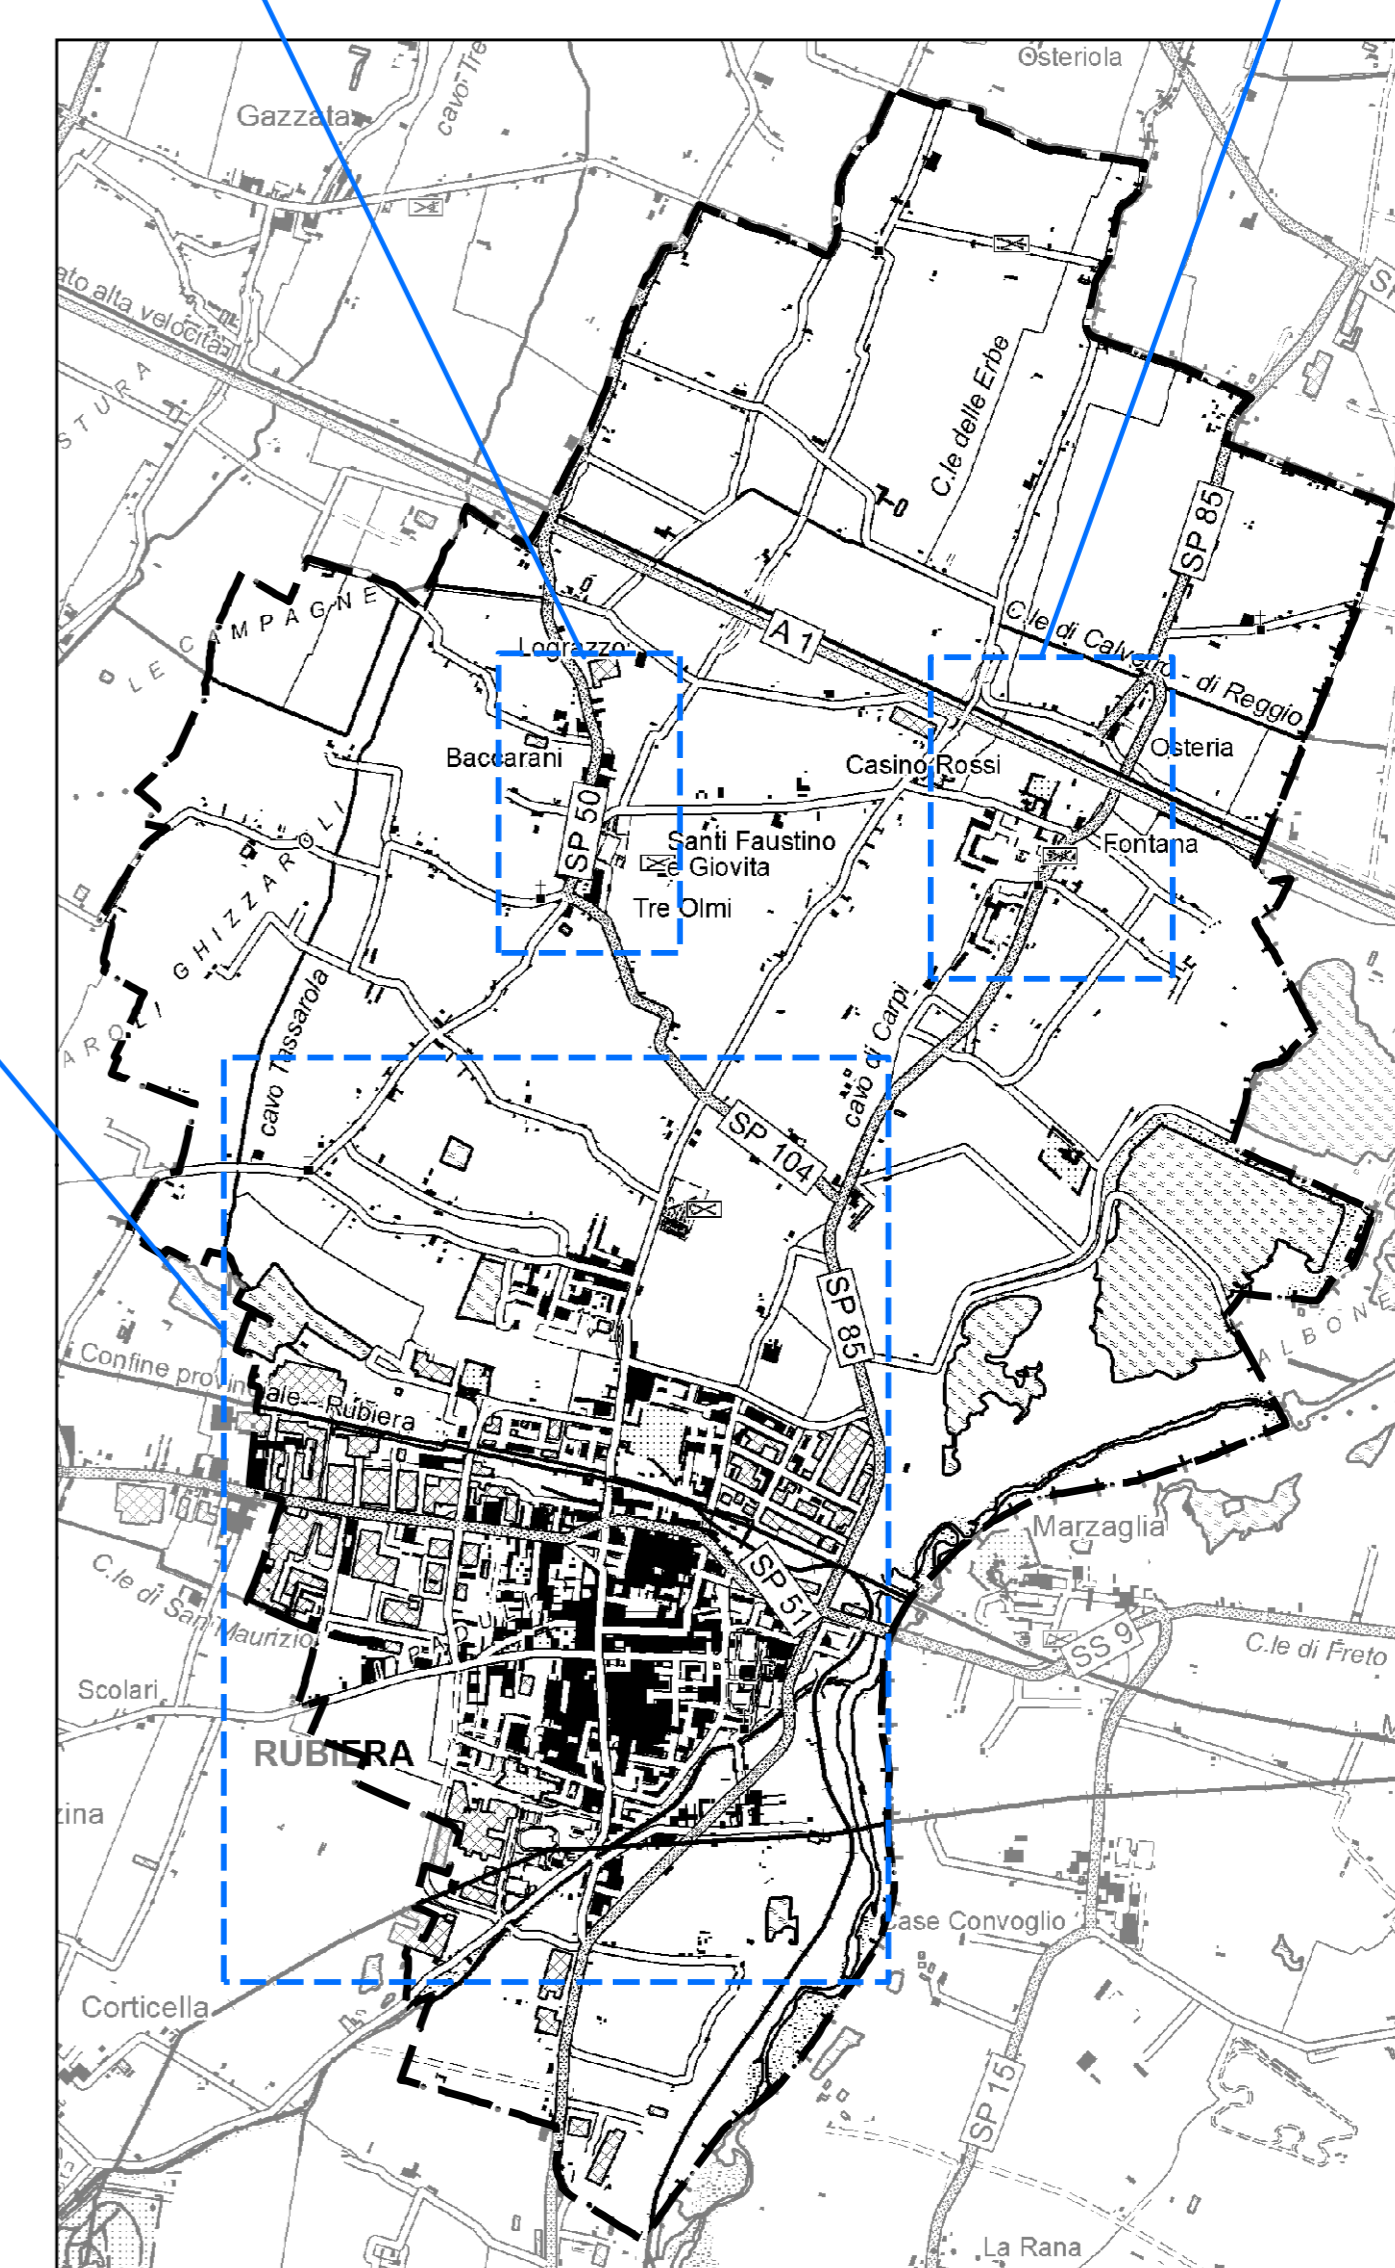 Osteriola
Gazzata
cavo Tre
ato alta velocità
STURA
C.le delle Erbe
SP 85
LE CAMPAGNE
A 1
C.le di Calvetro - di Reggio
Lograzzo
Baccarani
Casino Rossi
Osteria
SP 50
Santi Faustino
e Giovita
Fontana
Tre Olmi
GHIZZAROLI
AROLI
cavo Tassarola
cavo di Carpi
SP 104
SP 85
ALBONE
Confine provinciale - Rubiera
Marzaglia
SP 51
C.le di San Maurizio
SS 9
C.le di Freto
Scolari
RUBIERA
zina
Case Convoglio
Corticella
SP 15
La Rana